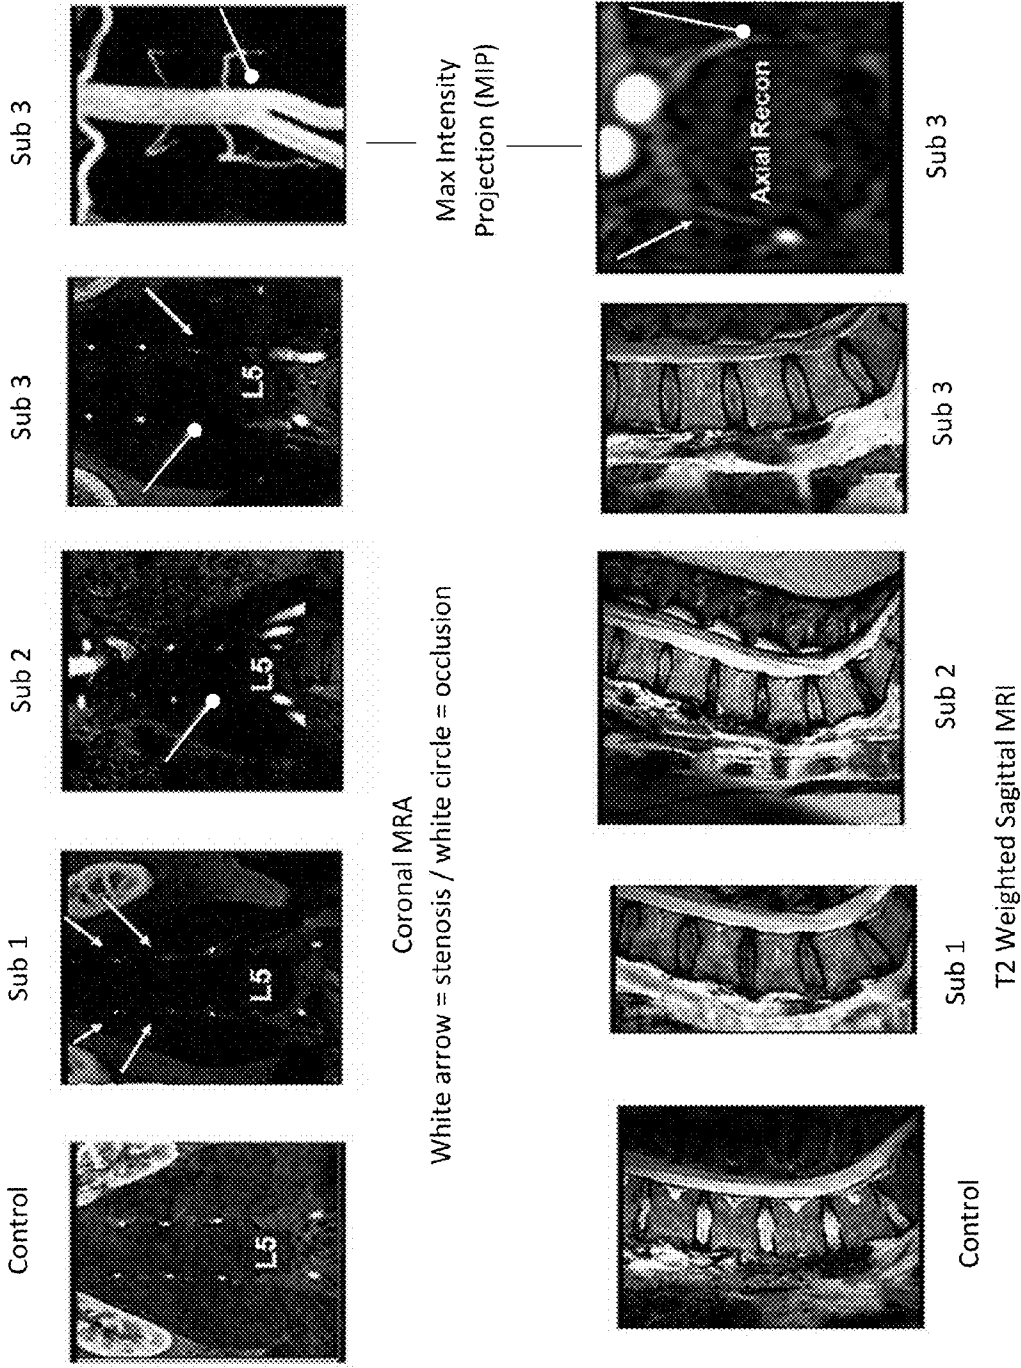 Control
Sub 1
Sub 2
Sub 3
Sub 3
L5
L5
L5
L5
Coronal MRA
White arrow = stenosis / white circle = occlusion
Max Intensity
Projection (MIP)
Axial Recon
Control
Sub 1
Sub 2
Sub 3
Sub 3
T2 Weighted Sagittal MRI